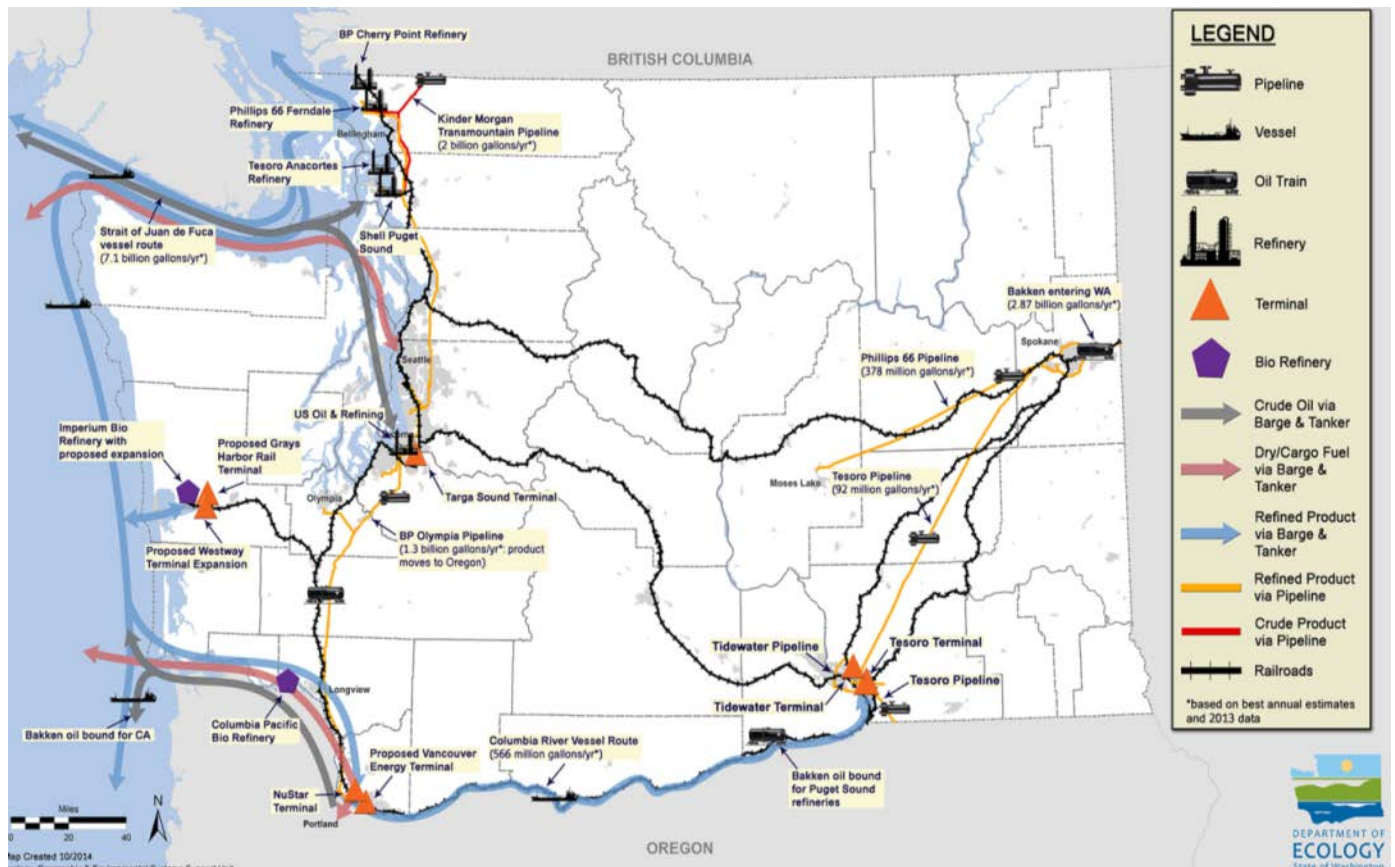 BP Cherry Point Refinery
BRITISH COLUMBIA
Phillips 66 Ferndale
Refinery
Bellingham
Kinder Morgan
Transmountain Pipeline
(2 billion gallons/yr*)
Tesoro Anacortes
Refinery
Strait of Juan de Fuca
vessel route
(7.1 billion gallons/yr*)
Shell Puget
Sound
Bakken entering WA
(2.87 billion gallons/yr*)
Spokane
Seattle
Phillips 66 Pipeline
(378 million gallons/yr*)
US Oil & Refining
Imperium Bio
Refinery with
proposed expansion
Proposed Grays
Harbor Rail
Terminal
Tesoro Pipeline
(92 million gallons/yr*)
Moses Lake
Olympia
Targa Sound Terminal
Proposed Westway
Terminal Expansion
BP Olympia Pipeline
(1.3 billion gallons/yr*: product
moves to Oregon)
Tidewater Pipeline
Tesoro Terminal
Tidewater Terminal
Tesoro Pipeline
Longview
Columbia Pacific
Bio Refinery
Bakken oil bound for CA
Columbia River Vessel Route
(566 million gallons/yr*)
Proposed Vancouver
Energy Terminal
NuStar
Terminal
Portland
Bakken oil bound
for Puget Sound
refineries
OREGON
Miles
0 20 40
N
Map Created 10/2014
LEGEND
Pipeline
Vessel
Oil Train
Refinery
Terminal
Bio Refinery
Crude Oil via
Barge & Tanker
Dry/Cargo Fuel
via Barge &
Tanker
Refined Product
via Barge &
Tanker
Refined Product
via Pipeline
Crude Product
via Pipeline
Railroads
*based on best annual estimates
and 2013 data
DEPARTMENT OF
ECOLOGY
State of Washington